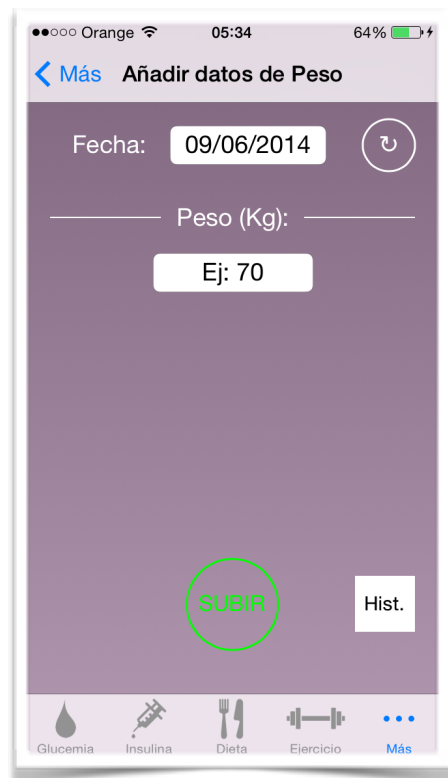 Orange 05:34 64%
Más Añadir datos de Peso
Fecha: 09/06/2014
Peso (Kg):
Ej: 70
SUBIR
Hist.
Glucemia Insulina Dieta Ejercicio Más